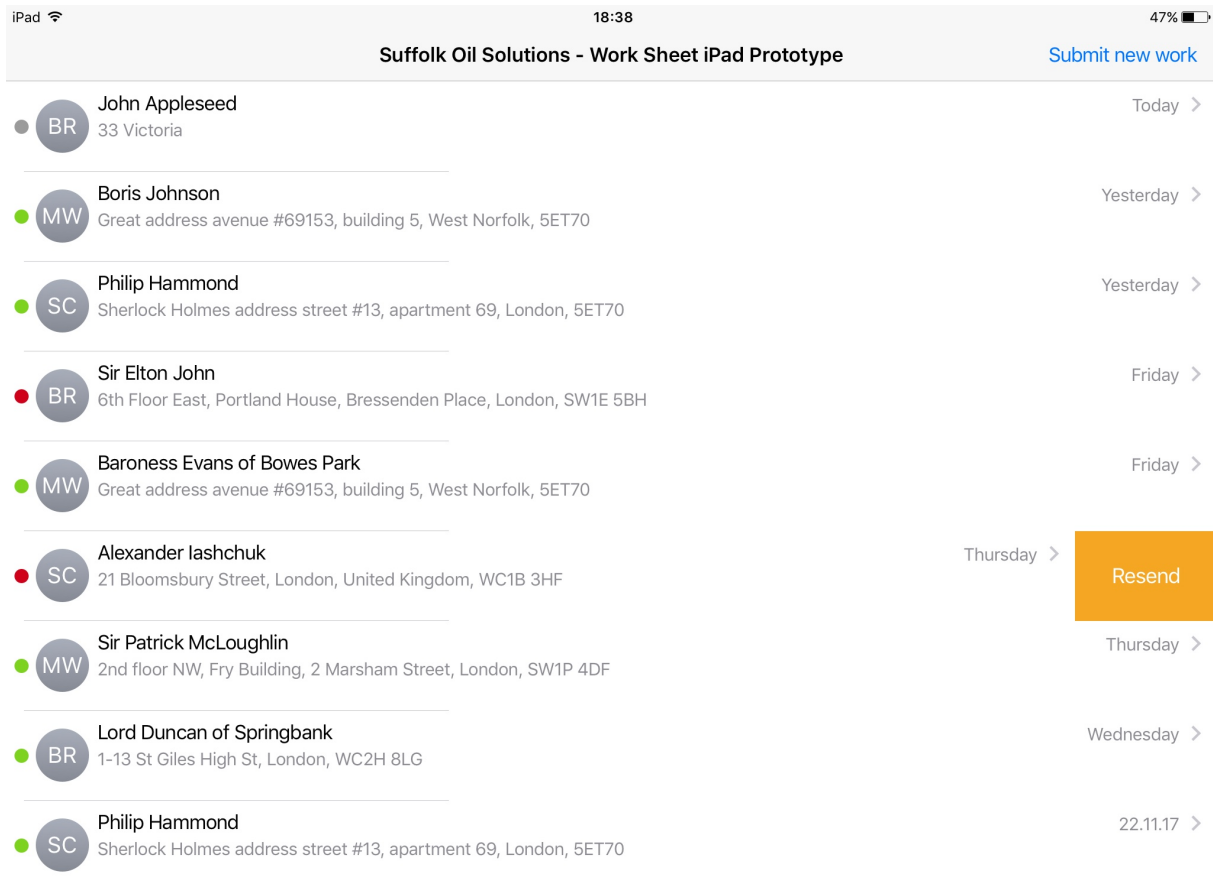 iPad 18:38 47%
Suffolk Oil Solutions - Work Sheet iPad Prototype Submit new work
John Appleseed Today
BR
33 Victoria
Boris Johnson Yesterday
MW
Great address avenue #69153, building 5, West Norfolk, 5ET70
Philip Hammond Yesterday
SC
Sherlock Holmes address street #13, apartment 69, London, 5ET70
Sir Elton John Friday
BR
6th Floor East, Portland House, Bressenden Place, London, SW1E 5BH
Baroness Evans of Bowes Park Friday
MW
Great address avenue #69153, building 5, West Norfolk, 5ET70
Alexander Iashchuk Thursday
SC
Resend
21 Bloomsbury Street, London, United Kingdom, WC1B 3HF
Sir Patrick McLoughlin Thursday
MW
2nd floor NW, Fry Building, 2 Marsham Street, London, SW1P 4DF
Lord Duncan of Springbank Wednesday
BR
1-13 St Giles High St, London, WC2H 8LG
Philip Hammond 22.11.17
SC
Sherlock Holmes address street #13, apartment 69, London, 5ET70